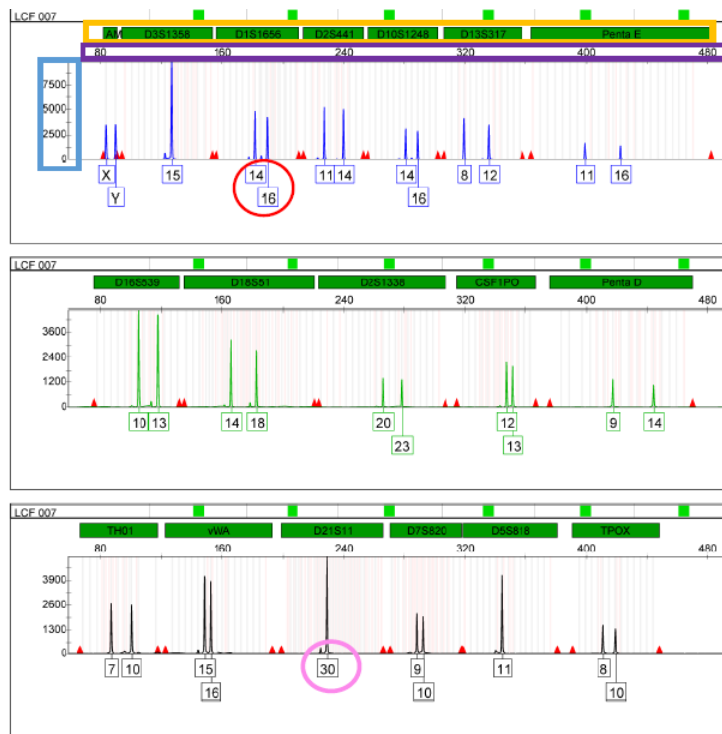 LCF 007
AM D3S1358 D1S1656 D2S441 D10S1248 D13S317 Penta E
80 160 240 320 400 480
7500
5000
2500
0
X 15 14 11 14 14 8 12 11 16
Y 16 16
LCF 007
D16S539 D18S51 D2S1338 CSF1PO Penta D
80 160 240 320 400 480
3600
2400
1200
0
10 13 14 18 20 12 9 14
23 13
LCF 007
TH01 vWA D21S11 D7S820 D5S818 TPOX
80 160 240 320 400 480
3900
2600
1300
0
7 10 15 30 9 11 8
16 10 10